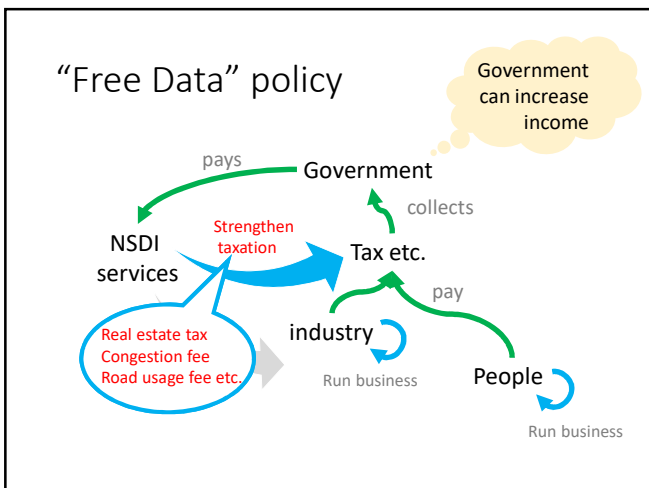 “Free Data” policy
Government
can increase
income
pays
Government
collects
Strengthen
taxation
NSDI
services
Tax etc.
pay
Real estate tax
Congestion fee
Road usage fee etc.
industry
Run business
People
Run business